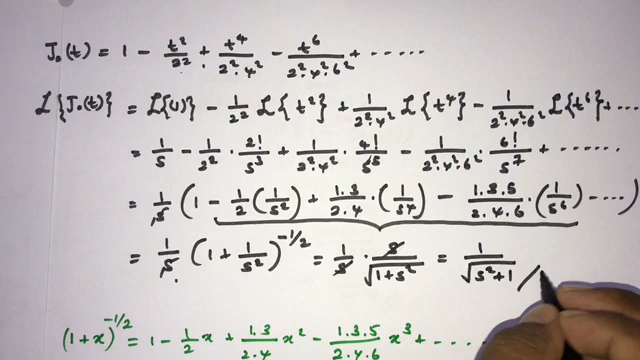 J₀(t) = 1 - t²/2² + t⁴/2²·4² - t⁶/2²·4²·6² + ······
L{J₀(t)} = L{1} - 1/2² L{t²} + 1/2²·4² L{t⁴} - 1/2²·4²·6² L{t⁶} + ···
= 1/s - 1/2² · 2!/s³ + 1/2²·4² · 4!/s⁵ - 1/2²·4²·6² · 6!/s⁷ + ······
= 1/s (1 - 1/2 (1/s²) + 1.3/2.4 · (1/s⁴) - 1.3.5/2.4.6 · (1/s⁶) ····)
= 1/s (1 + 1/s²)^(-1/2) = 1/s · s/√(1+s²) = 1/√(s²+1) /
(1+x)^(-1/2) = 1 - 1/2 x + 1.3/2.4 x² - 1.3.5/2.4.6 x³ + ····